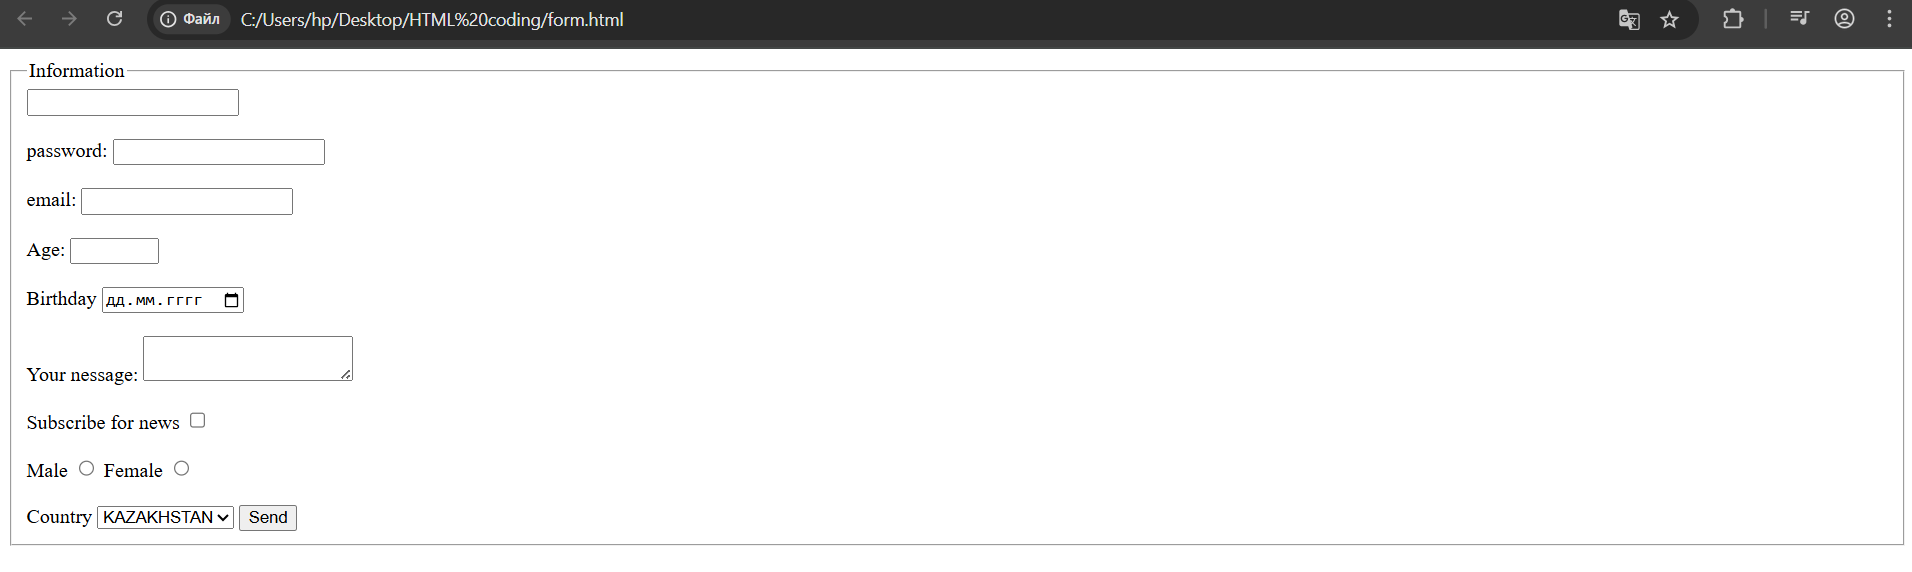 Файл C:/Users/hp/Desktop/HTML%20coding/form.html
Information
password:
email:
Age:
Birthday дд.мм.гггг
Your nessage:
Subscribe for news
Male Female
Country KAZAKHSTAN Send